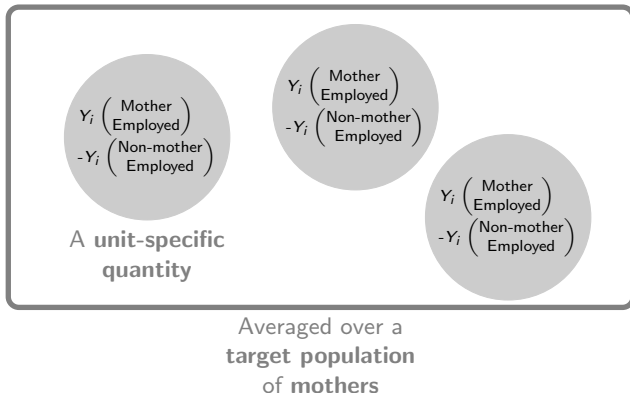 Y_i (Mother
Employed)
-Y_i (Non-mother
Employed)
Y_i (Mother
Employed)
-Y_i (Non-mother
Employed)
Y_i (Mother
Employed)
-Y_i (Non-mother
Employed)
A unit-specific
quantity
Averaged over a
target population
of mothers